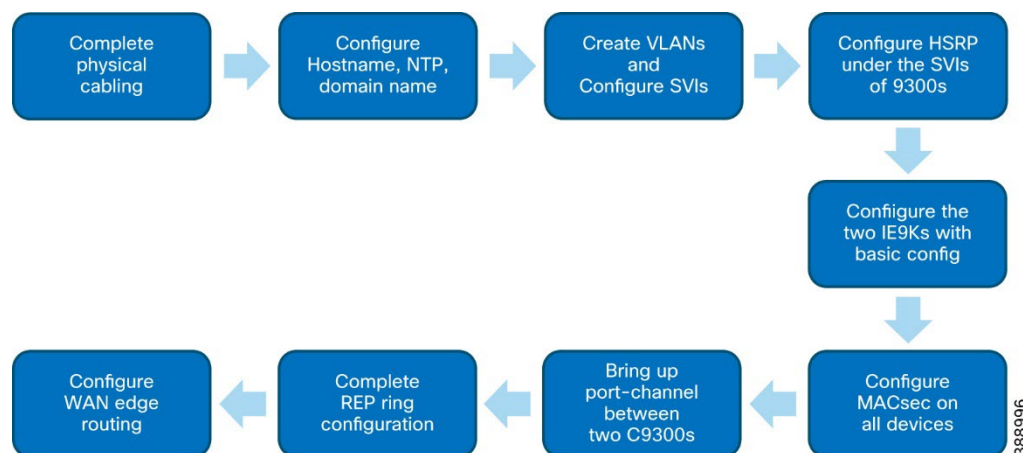 Complete
physical
cabling
Configure
Hostname, NTP,
domain name
Create VLANs
and
Configure SVIs
Configure HSRP
under the SVIs
of 9300s
Confiigure the
two IE9Ks with
basic config
Configure
MACsec on
all devices
Bring up
port-channel
between
two C9300s
Complete
REP ring
configuration
Configure
WAN edge
routing
388996